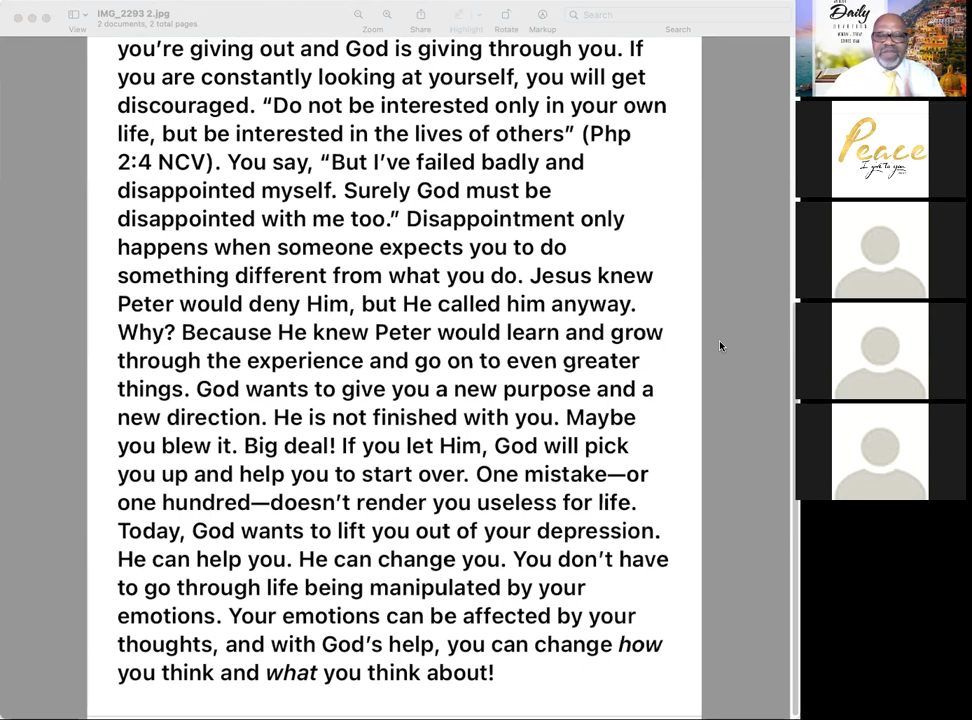 IMG_2293 2.jpg
2 documents, 2 total pages
View
Zoom
Share
Highlight
Rotate
Markup
Search
Search
you’re giving out and God is giving through you. If
you are constantly looking at yourself, you will get
discouraged. “Do not be interested only in your own
life, but be interested in the lives of others” (Php
2:4 NCV). You say, “But I’ve failed badly and
disappointed myself. Surely God must be
disappointed with me too.” Disappointment only
happens when someone expects you to do
something different from what you do. Jesus knew
Peter would deny Him, but He called him anyway.
Why? Because He knew Peter would learn and grow
through the experience and go on to even greater
things. God wants to give you a new purpose and a
new direction. He is not finished with you. Maybe
you blew it. Big deal! If you let Him, God will pick
you up and help you to start over. One mistake—or
one hundred—doesn’t render you useless for life.
Today, God wants to lift you out of your depression.
He can help you. He can change you. You don’t have
to go through life being manipulated by your
emotions. Your emotions can be affected by your
thoughts, and with God’s help, you can change how
you think and what you think about!
Daily
Peace
I give to you